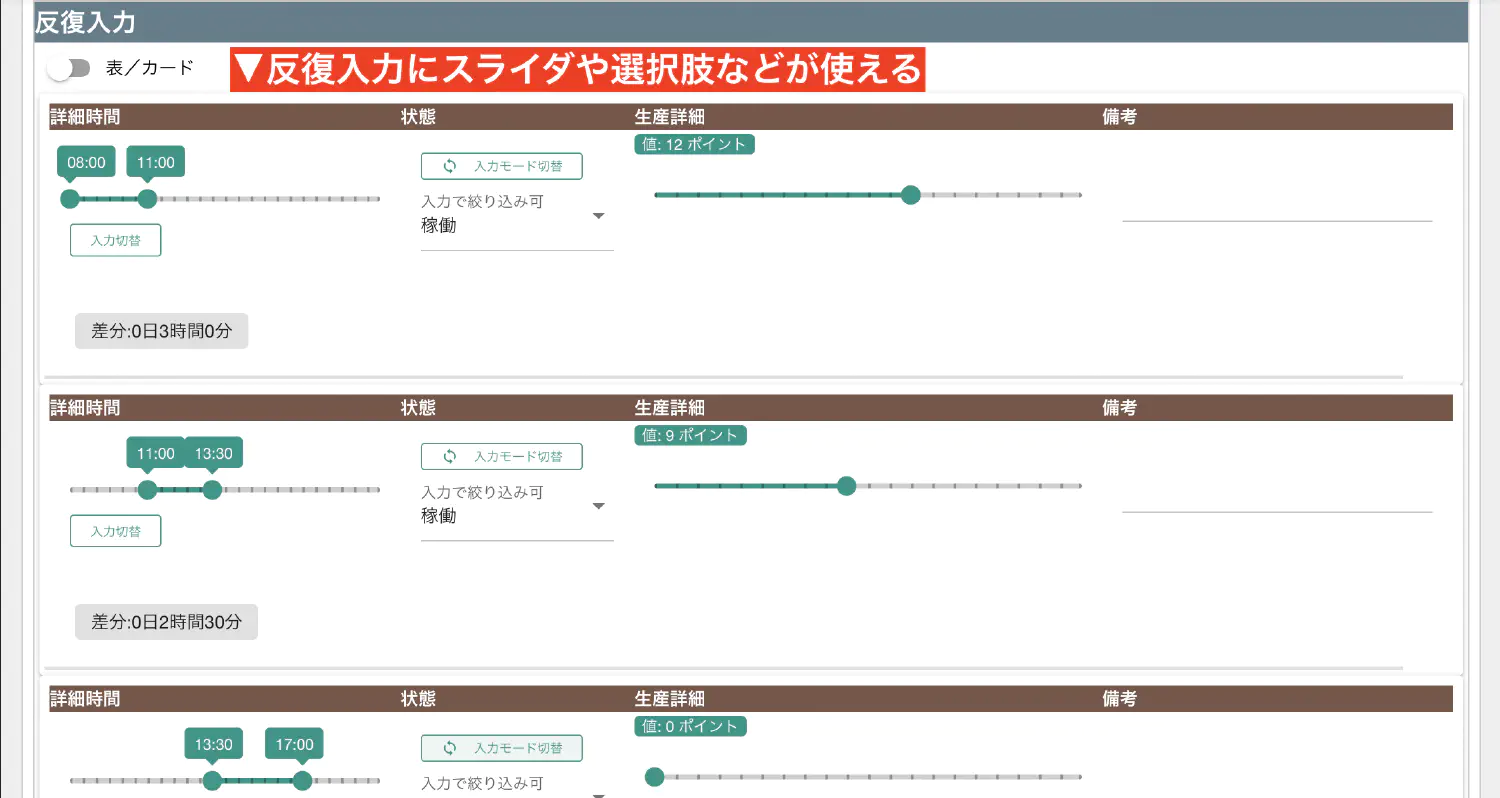 反復入力
表／カード
▼反復入力にスライダや選択肢などが使える
詳細時間 状態 生産詳細 備考
値: 12 ポイント
08:00 11:00
入力モード切替
入力で絞り込み可
稼働
入力切替
差分:0日3時間0分
詳細時間 状態 生産詳細 備考
値: 9 ポイント
11:00 13:30
入力モード切替
入力で絞り込み可
稼働
入力切替
差分:0日2時間30分
詳細時間 状態 生産詳細 備考
値: 0 ポイント
13:30 17:00
入力モード切替
入力で絞り込み可